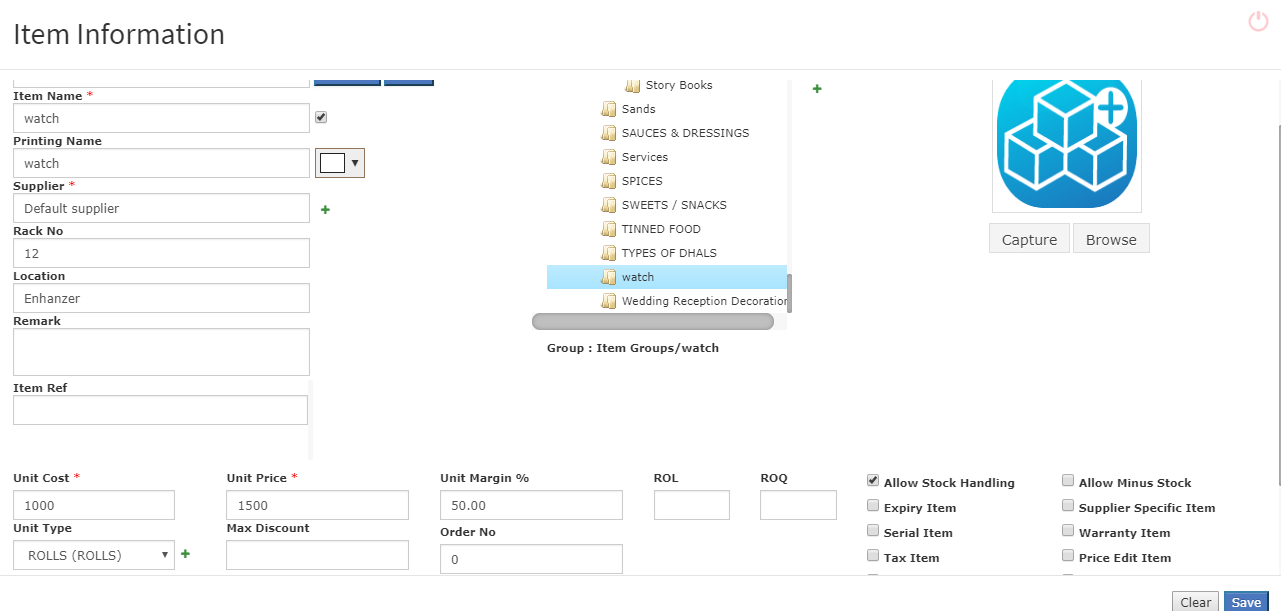 Item Information
Item Name *
watch
Printing Name
watch
Supplier *
Default supplier
Rack No
12
Location
Enhanzer
Remark
Item Ref
Story Books
Sands
SAUCES & DRESSINGS
Services
SPICES
SWEETS / SNACKS
TINNED FOOD
TYPES OF DHALS
watch
Wedding Reception Decoration
Group : Item Groups/watch
Capture Browse
Unit Cost * Unit Price * Unit Margin % ROL ROQ
1000 1500 50.00
Unit Type Max Discount Order No
ROLLS (ROLLS) 0
Allow Stock Handling Allow Minus Stock
Expiry Item Supplier Specific Item
Serial Item Warranty Item
Tax Item Price Edit Item
Clear Save